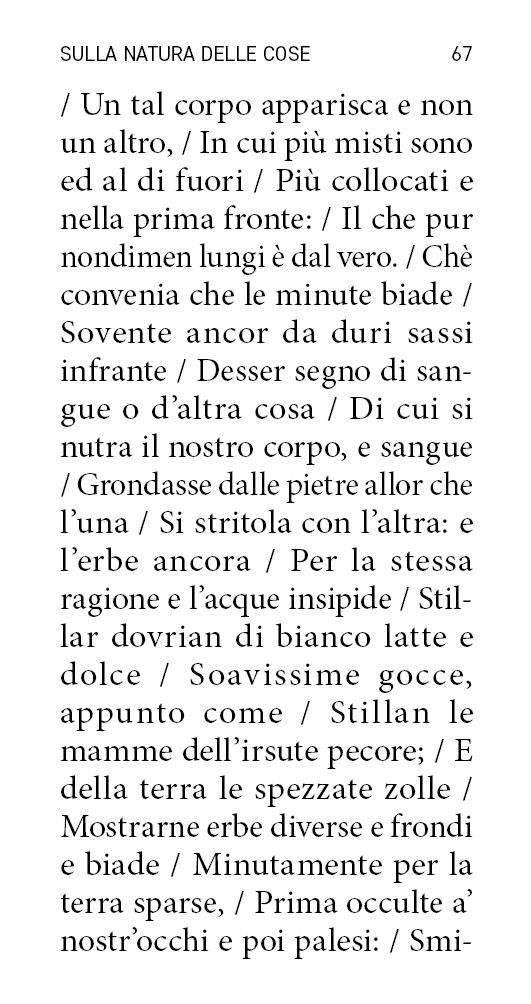 SULLA NATURA DELLE COSE 67
/ Un tal corpo apparisca e non
un altro, / In cui più misti sono
ed al di fuori / Più collocati e
nella prima fronte: / Il che pur
nondimen lungi è dal vero. / Chè
convenia che le minute biade /
Sovente ancor da duri sassi
infrante / Desser segno di san-
gue o d’altra cosa / Di cui si
nutra il nostro corpo, e sangue
/ Grondasse dalle pietre allor che
l’una / Si stritola con l’altra: e
l’erbe ancora / Per la stessa
ragione e l’acque insipide / Stil-
lar dovrian di bianco latte e
dolce / Soavissime gocce,
appunto come / Stillan le
mamme dell’irsute pecore; / E
della terra le spezzate zolle /
Mostrarne erbe diverse e frondi
e biade / Minutamente per la
terra sparse, / Prima occulte a’
nostr’occhi e poi palesi: / Smi-